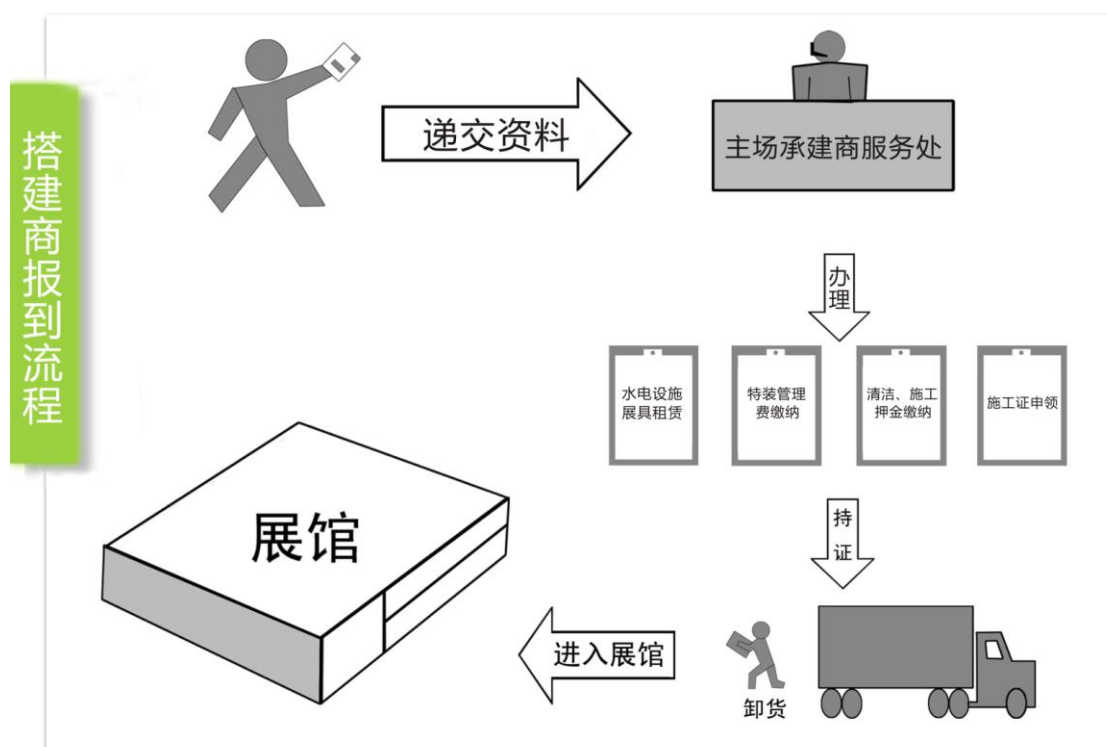 搭建商报到流程
递交资料
主场承建商服务处
办
理
水电设施
展具租赁
特装管理
费缴纳
清洁、施工
押金缴纳
施工证申领
持
证
卸货
进入展馆
展馆